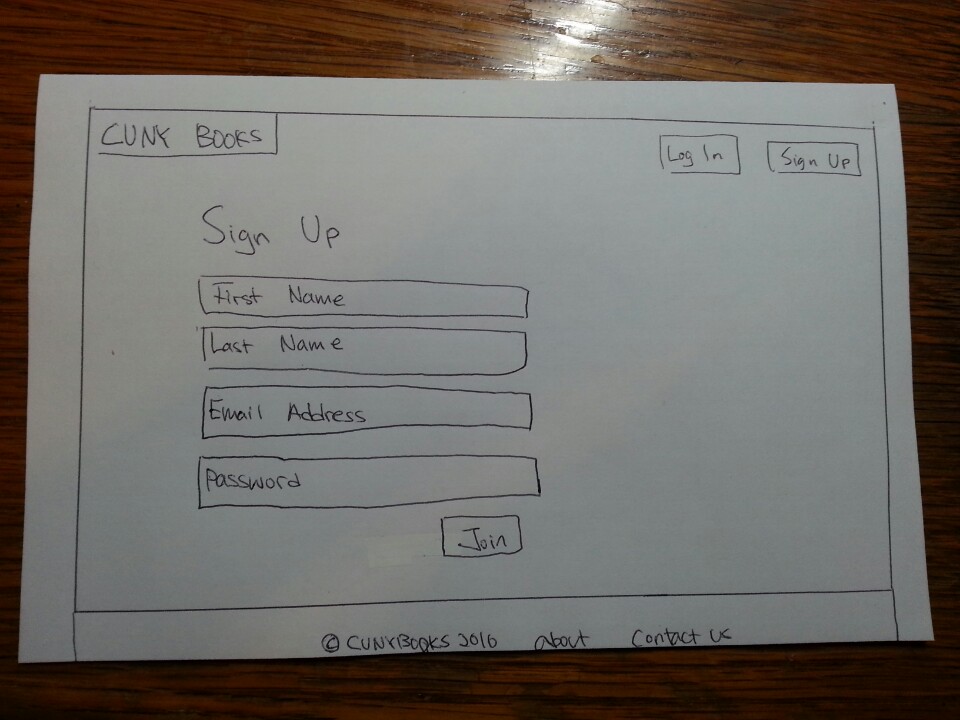 CUNY BOOKS
Log In
Sign Up
Sign Up
First Name
Last Name
Email Address
Password
Join
© CUNYBOOKS 2016 about Contact Us